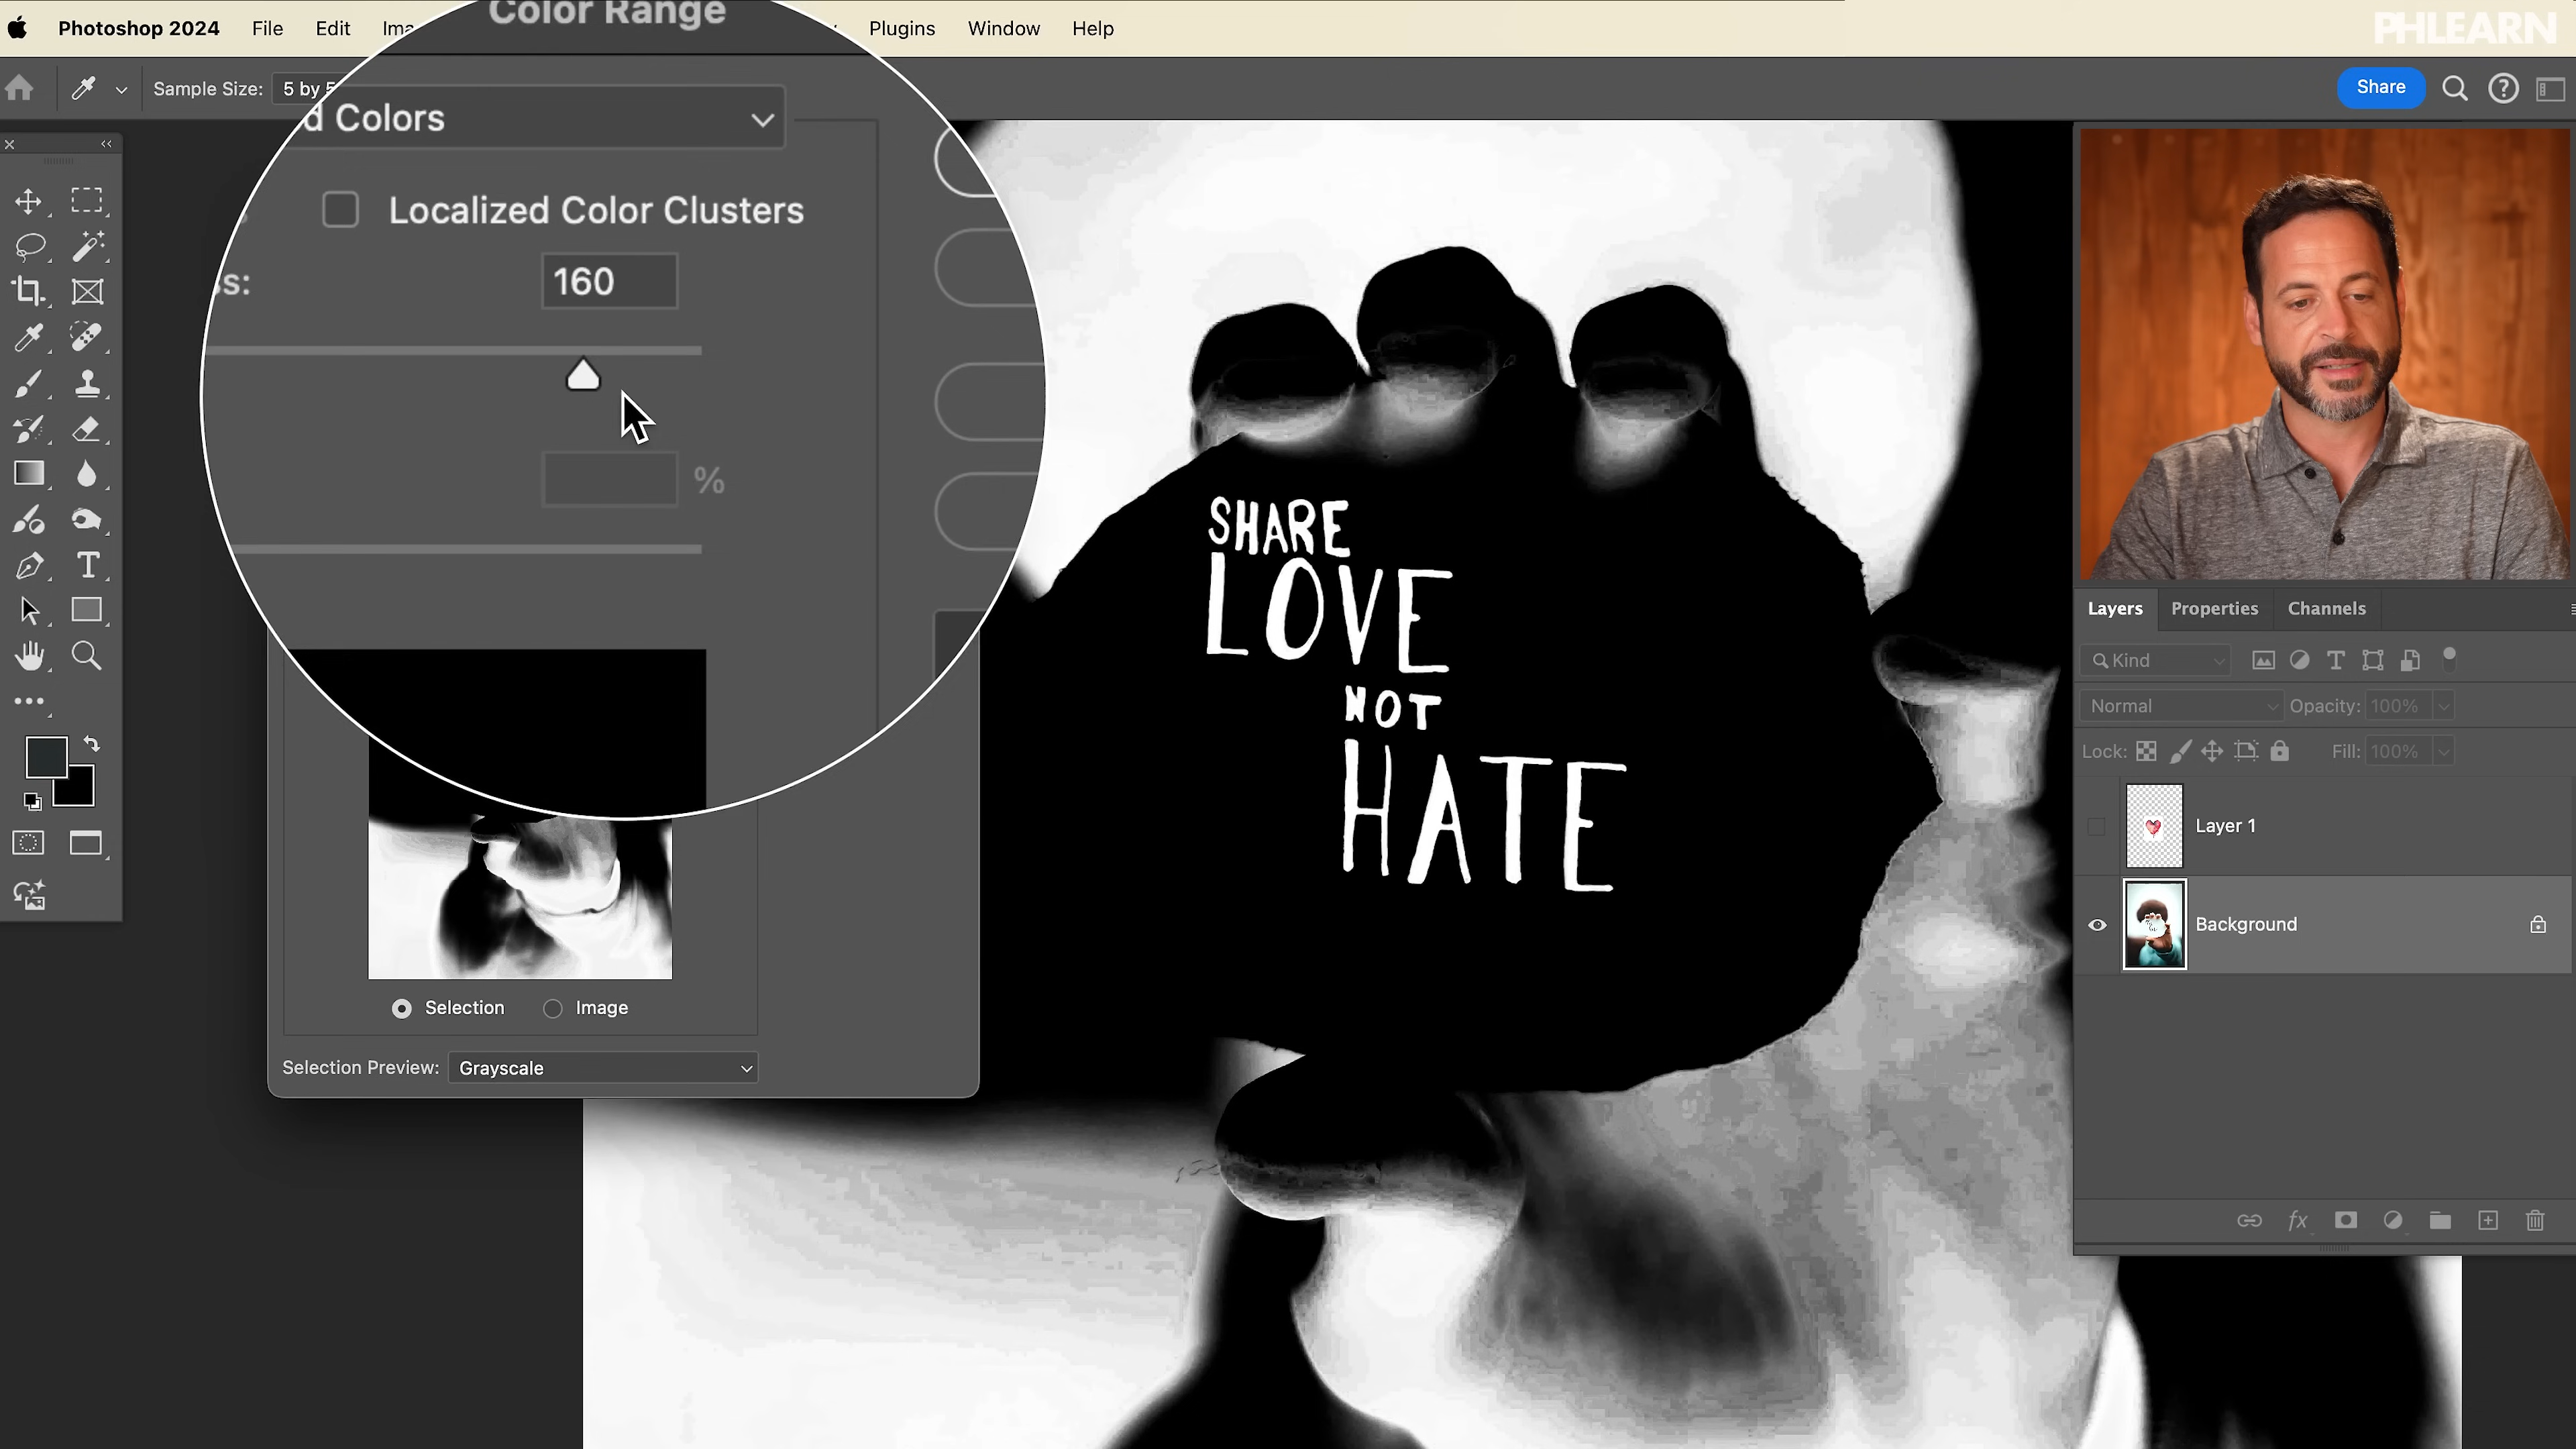 Color Range
Photoshop 2024 File Edit Plugins Window Help
PHLEARN
Sample Size: 5 by 5
Share
Colors
Localized Color Clusters
160
%
SHARE
LOVE
NOT
HATE
Selection Image
Selection Preview: Grayscale
Layers Properties Channels
Kind
Normal Opacity: 100%
Lock: Fill: 100%
Layer 1
Background
fx